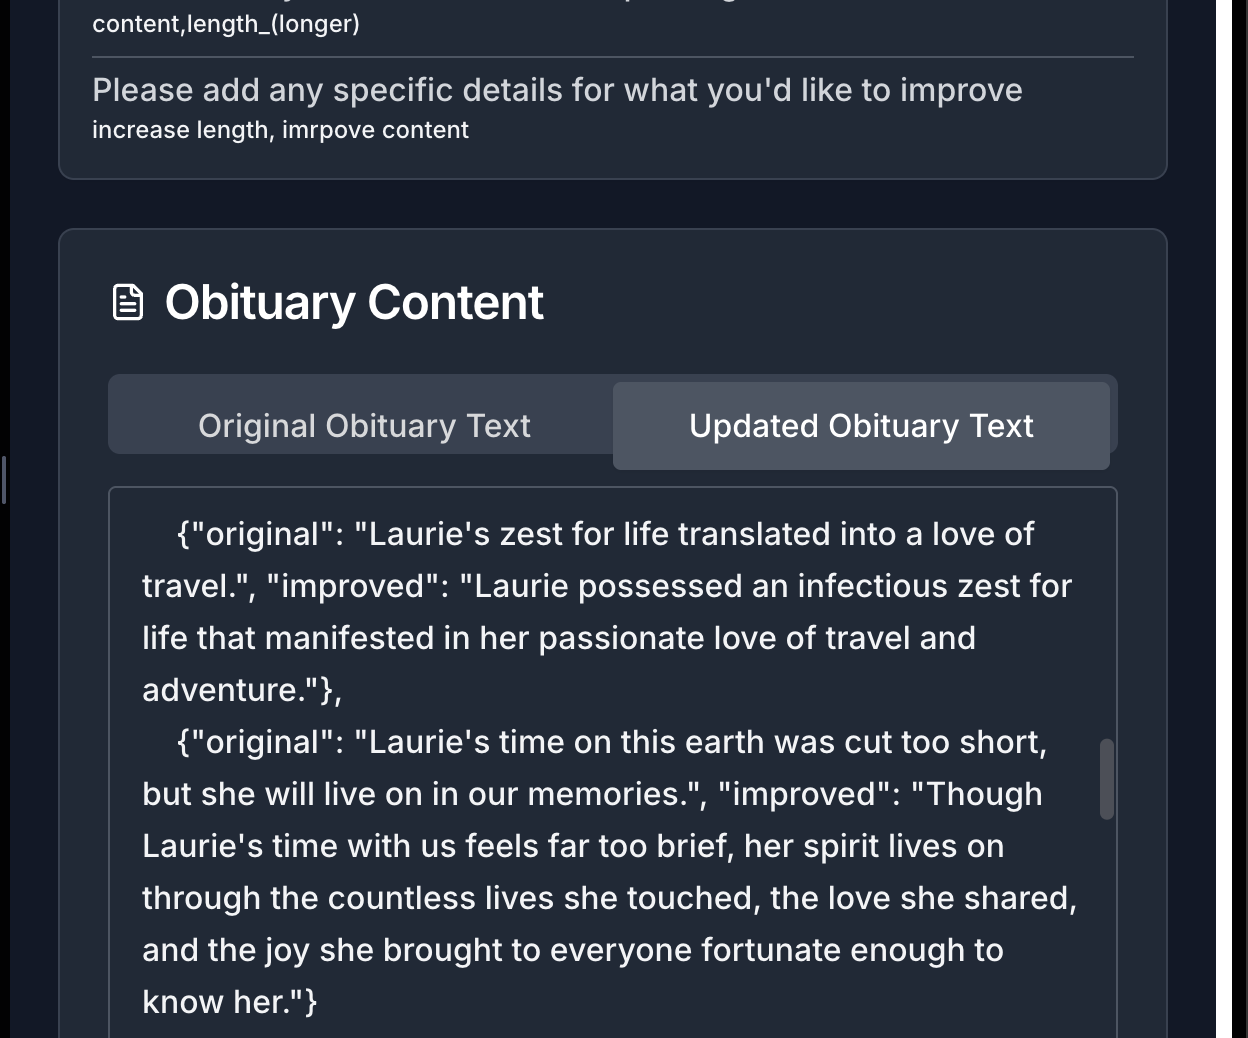 content,length_(longer)
Please add any specific details for what you'd like to improve
increase length, imrpove content
Obituary Content
Original Obituary Text
Updated Obituary Text
{"original": "Laurie's zest for life translated into a love of
travel.", "improved": "Laurie possessed an infectious zest for
life that manifested in her passionate love of travel and
adventure."},
{"original": "Laurie's time on this earth was cut too short,
but she will live on in our memories.", "improved": "Though
Laurie's time with us feels far too brief, her spirit lives on
through the countless lives she touched, the love she shared,
and the joy she brought to everyone fortunate enough to
know her."}